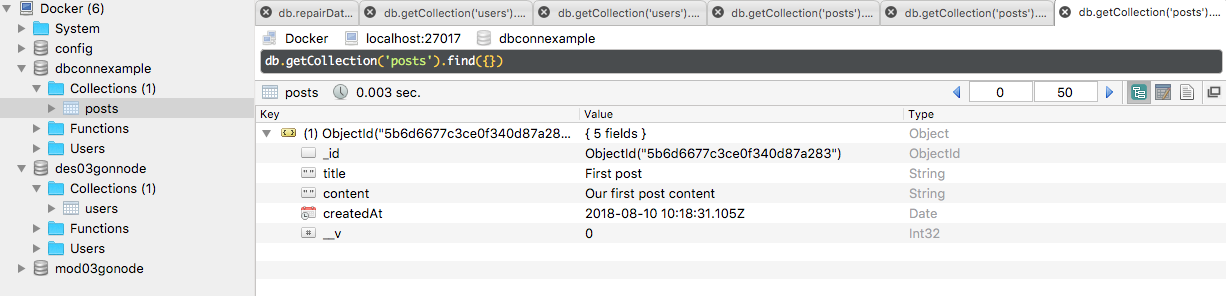 Docker (6)
System
config
dbconnexample
Collections (1)
posts
Functions
Users
des03gonnode
Collections (1)
users
Functions
Users
mod03gonode
db.repairDat... db.getCollection('users').... db.getCollection('users').... db.getCollection('posts').... db.getCollection('posts').... db.getCollection('posts')....
Docker localhost:27017 dbconnexample
db.getCollection('posts').find({})
posts 0.003 sec. 0 50
Key Value Type
(1) ObjectId("5b6d6677c3ce0f340d87a28... { 5 fields } Object
_id ObjectId("5b6d6677c3ce0f340d87a283") ObjectId
"" title First post String
"" content Our first post content String
createdAt 2018-08-10 10:18:31.105Z Date
# __v 0 Int32